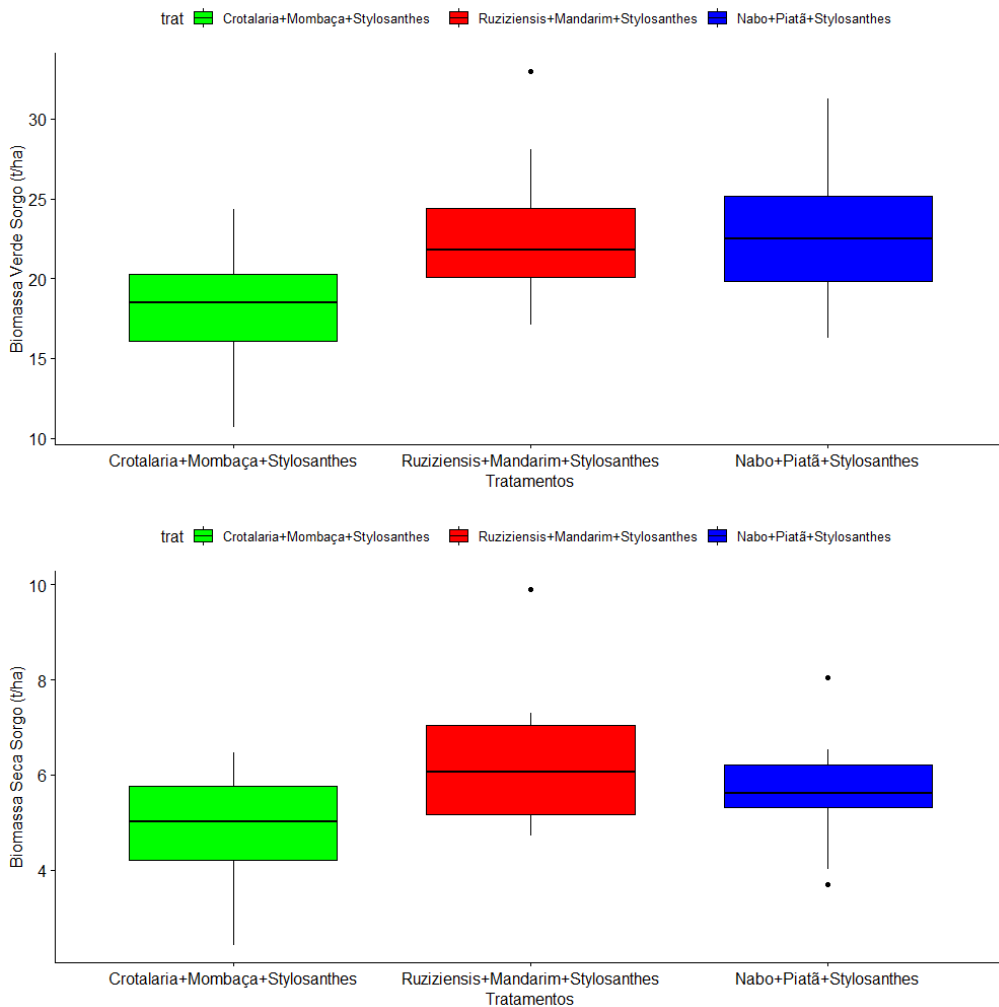 trat Crotalaria+Mombaça+Stylosanthes Ruziziensis+Mandarim+Stylosanthes Nabo+Piatã+Stylosanthes
Biomassa Verde Sorgo (t/ha)
30
25
20
15
10
Crotalaria+Mombaça+Stylosanthes Ruziziensis+Mandarim+Stylosanthes Nabo+Piatã+Stylosanthes
Tratamentos
trat Crotalaria+Mombaça+Stylosanthes Ruziziensis+Mandarim+Stylosanthes Nabo+Piatã+Stylosanthes
Biomassa Seca Sorgo (t/ha)
10
8
6
4
Crotalaria+Mombaça+Stylosanthes Ruziziensis+Mandarim+Stylosanthes Nabo+Piatã+Stylosanthes
Tratamentos